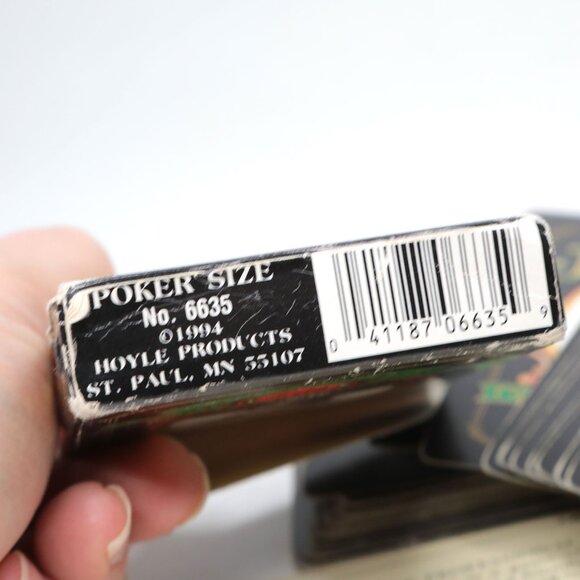 POKER SIZE
No. 6635
©1994
HOYLE PRODUCTS
ST. PAUL, MN 55107
0 41187 06635 9